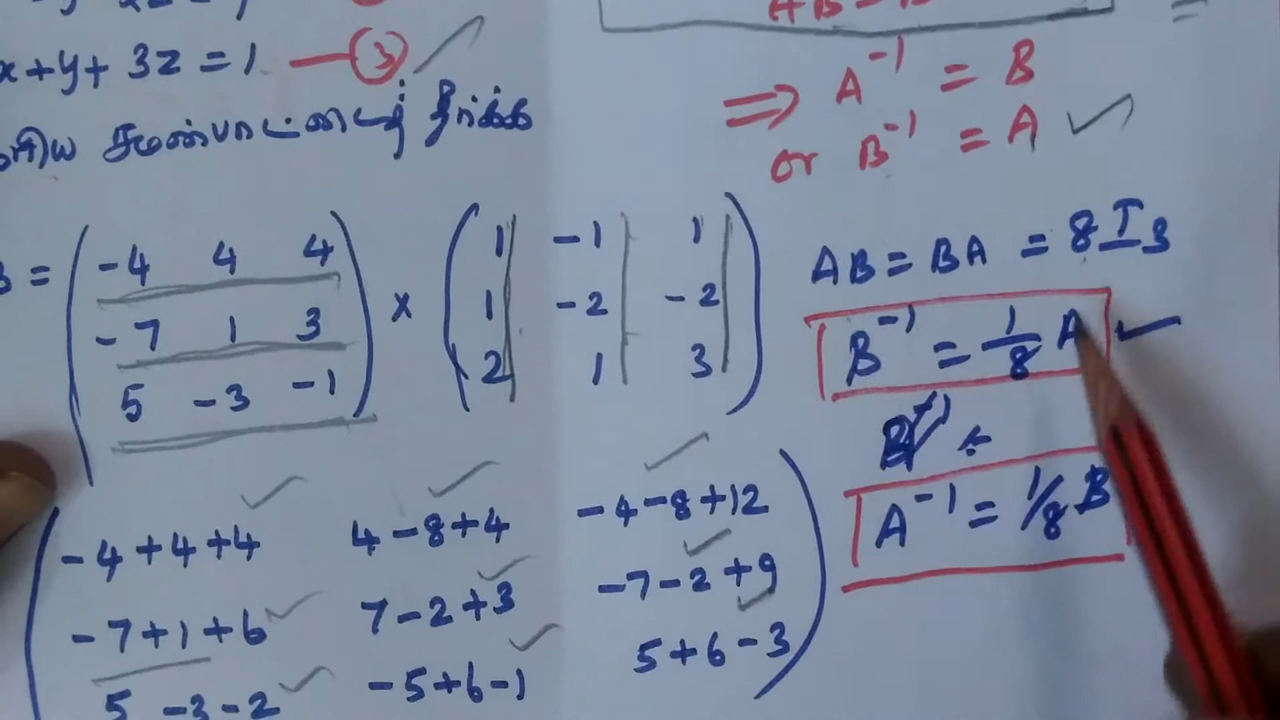 x+y+3z=1 —(3)
சமன்பாட்டைத் தீர்க்க
⇒ A⁻¹ = B
or B⁻¹ = A ✓
= (-4 4 4 × (1 -1 1
-7 1 3 1 -2 -2
5 -3 -1) 2 1 3)
AB = BA = 8I₃
B⁻¹ = 1/8 A ✓
A⁻¹ = 1/8 B
(-4+4+4 4-8+4 -4-8+12
-7+1+6 7-2+3 -7-2+9
5-3-2 -5+6-1 5+6-3)